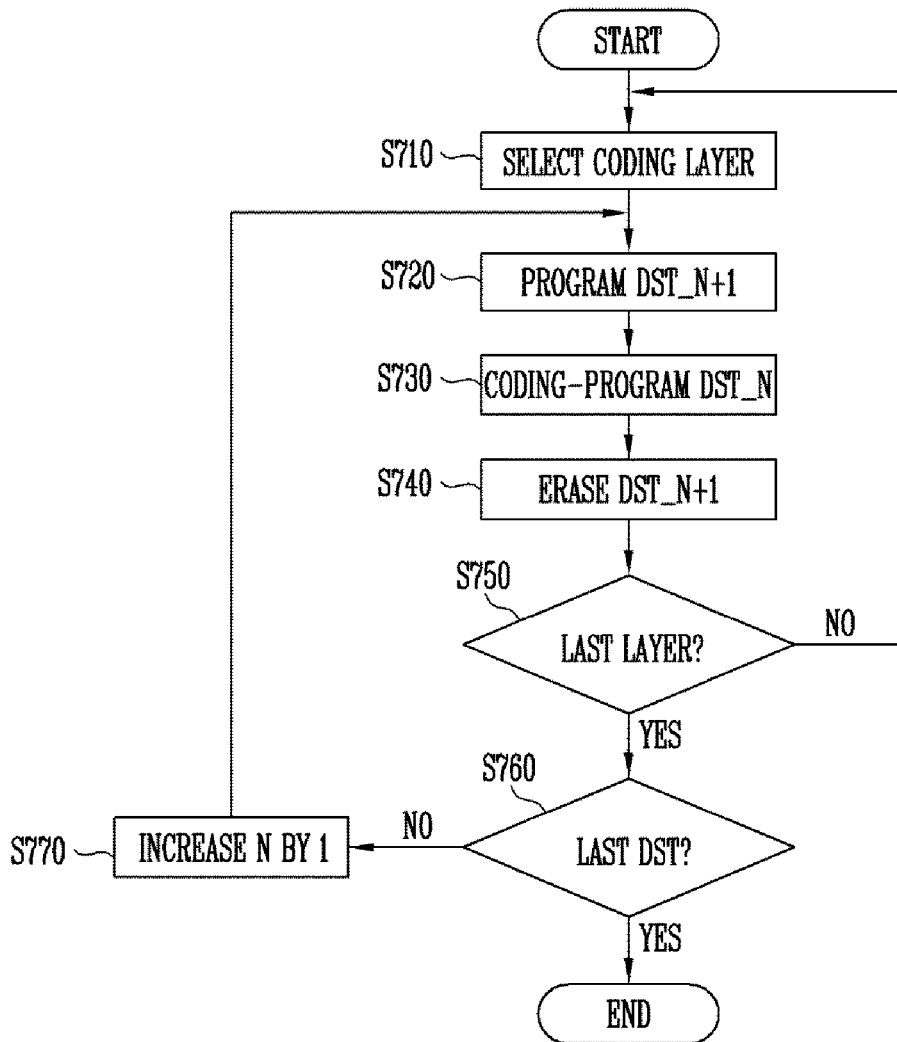 START
S710
SELECT CODING LAYER
S720
PROGRAM DST_N+1
S730
CODING-PROGRAM DST_N
S740
ERASE DST_N+1
S750
LAST LAYER?
NO
YES
S760
LAST DST?
NO
S770
INCREASE N BY 1
YES
END